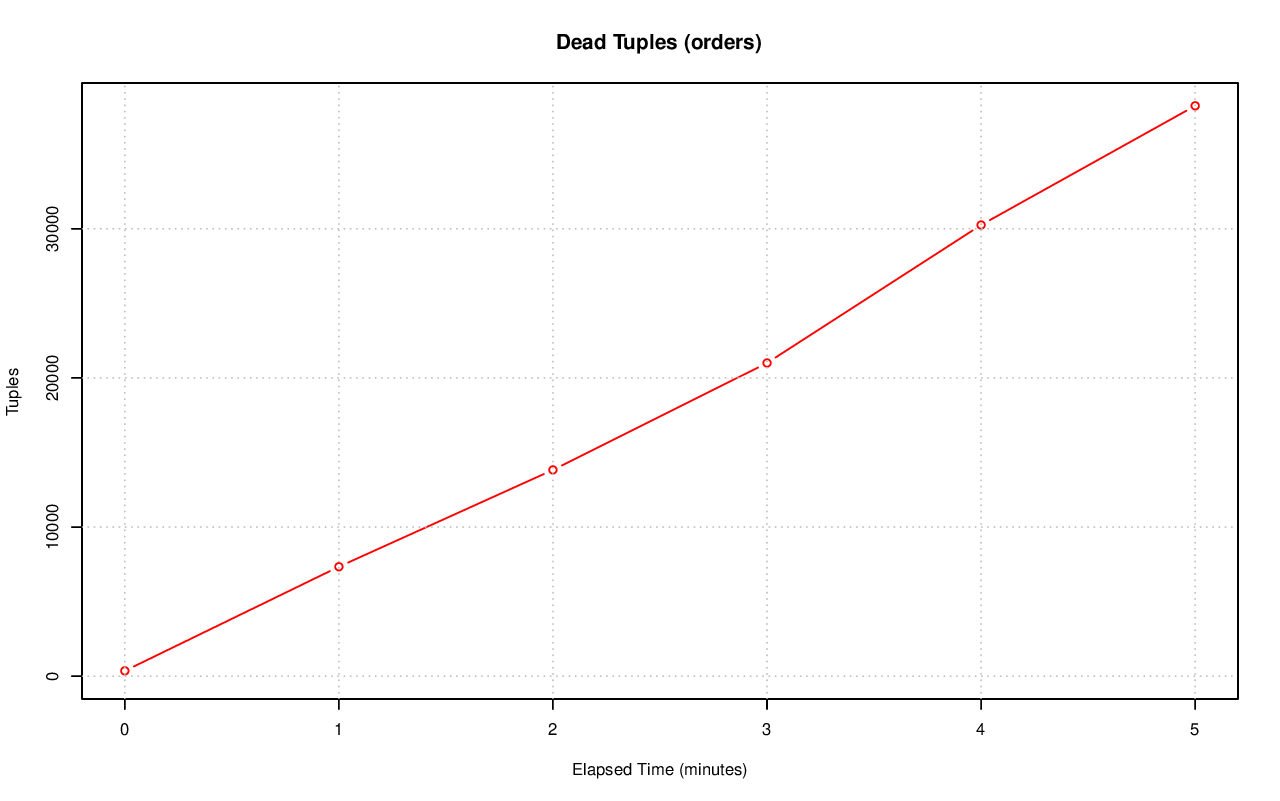 Dead Tuples (orders)
Tuples
30000
20000
10000
0
0 1 2 3 4 5
Elapsed Time (minutes)